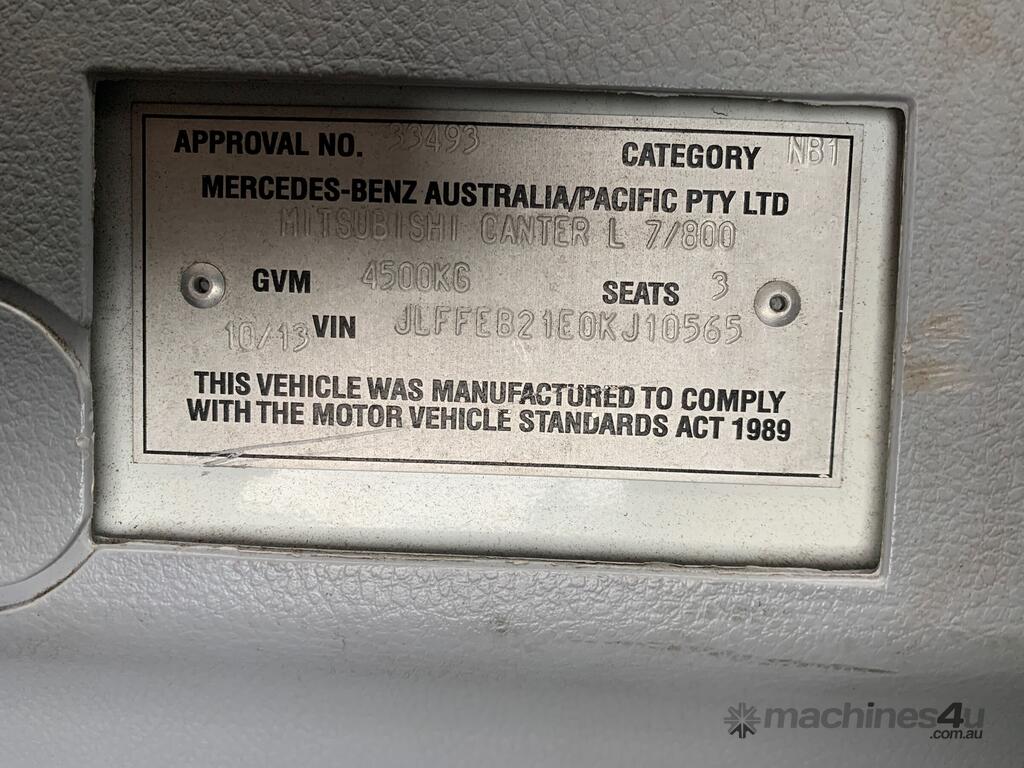 APPROVAL NO. 33493 CATEGORY NB1
MERCEDES-BENZ AUSTRALIA/PACIFIC PTY LTD
MITSUBISHI CANTER L 7/800
GVM 4500KG SEATS 3
10/13 VIN JLFFEB21E0KJ10565
THIS VEHICLE WAS MANUFACTURED TO COMPLY
WITH THE MOTOR VEHICLE STANDARDS ACT 1989
machines4u
.com.au